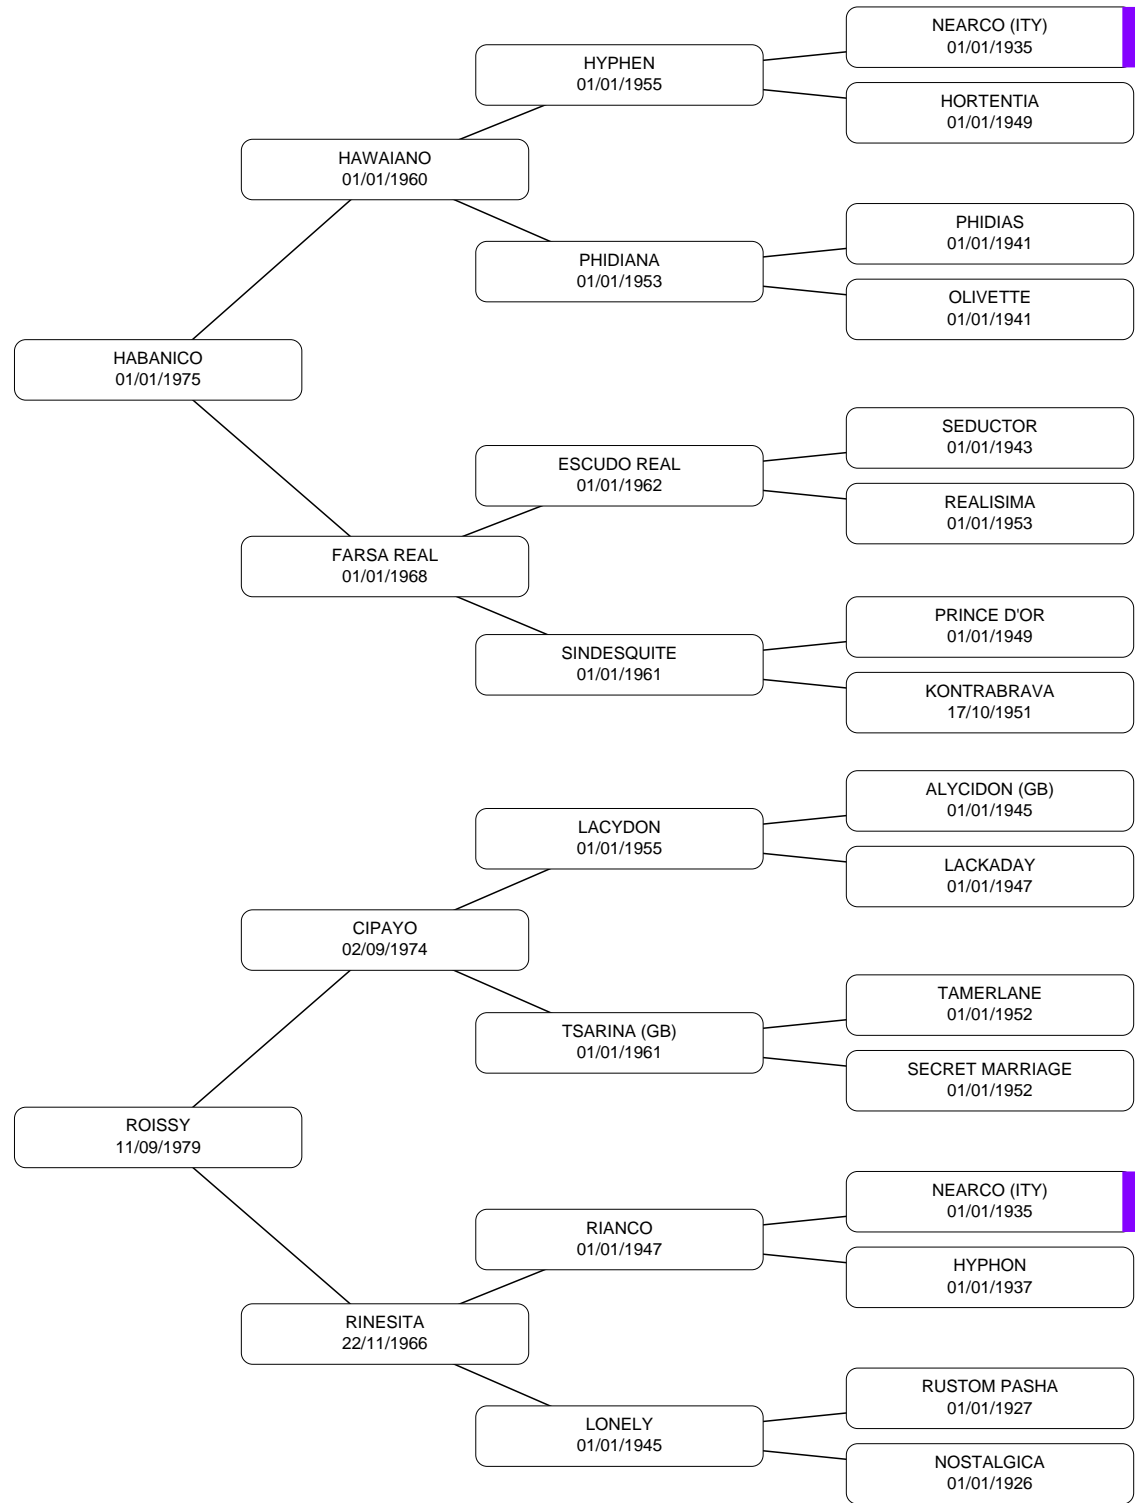 NEARCO (ITY)
01/01/1935
HYPHEN
01/01/1955
HORTENTIA
01/01/1949
HAWAIANO
01/01/1960
PHIDIAS
01/01/1941
PHIDIANA
01/01/1953
OLIVETTE
01/01/1941
HABANICO
01/01/1975
SEDUCTOR
01/01/1943
ESCUDO REAL
01/01/1962
REALISIMA
01/01/1953
FARSA REAL
01/01/1968
PRINCE D'OR
01/01/1949
SINDESQUITE
01/01/1961
KONTRABRAVA
17/10/1951
ALYCIDON (GB)
01/01/1945
LACYDON
01/01/1955
LACKADAY
01/01/1947
CIPAYO
02/09/1974
TAMERLANE
01/01/1952
TSARINA (GB)
01/01/1961
SECRET MARRIAGE
01/01/1952
ROISSY
11/09/1979
NEARCO (ITY)
01/01/1935
RIANCO
01/01/1947
HYPHON
01/01/1937
RINESITA
22/11/1966
RUSTOM PASHA
01/01/1927
LONELY
01/01/1945
NOSTALGICA
01/01/1926